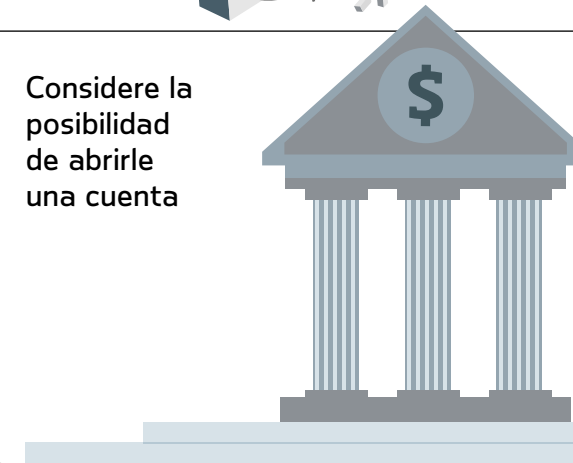 Considere la
posibilidad
de abrirle
una cuenta
$